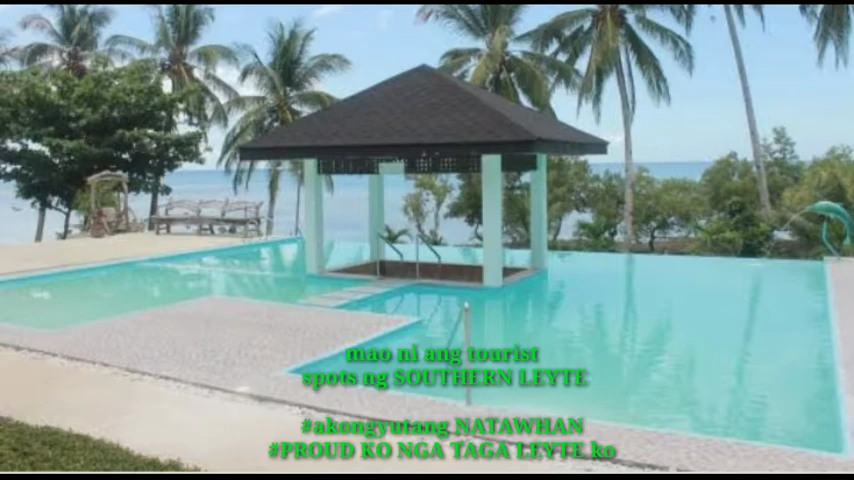 mao ni ang tourist
spots ng SOUTHERN LEYTE
#akongyutang NATAWHAN
#PROUD KO NGA TAGA LEYTE ko